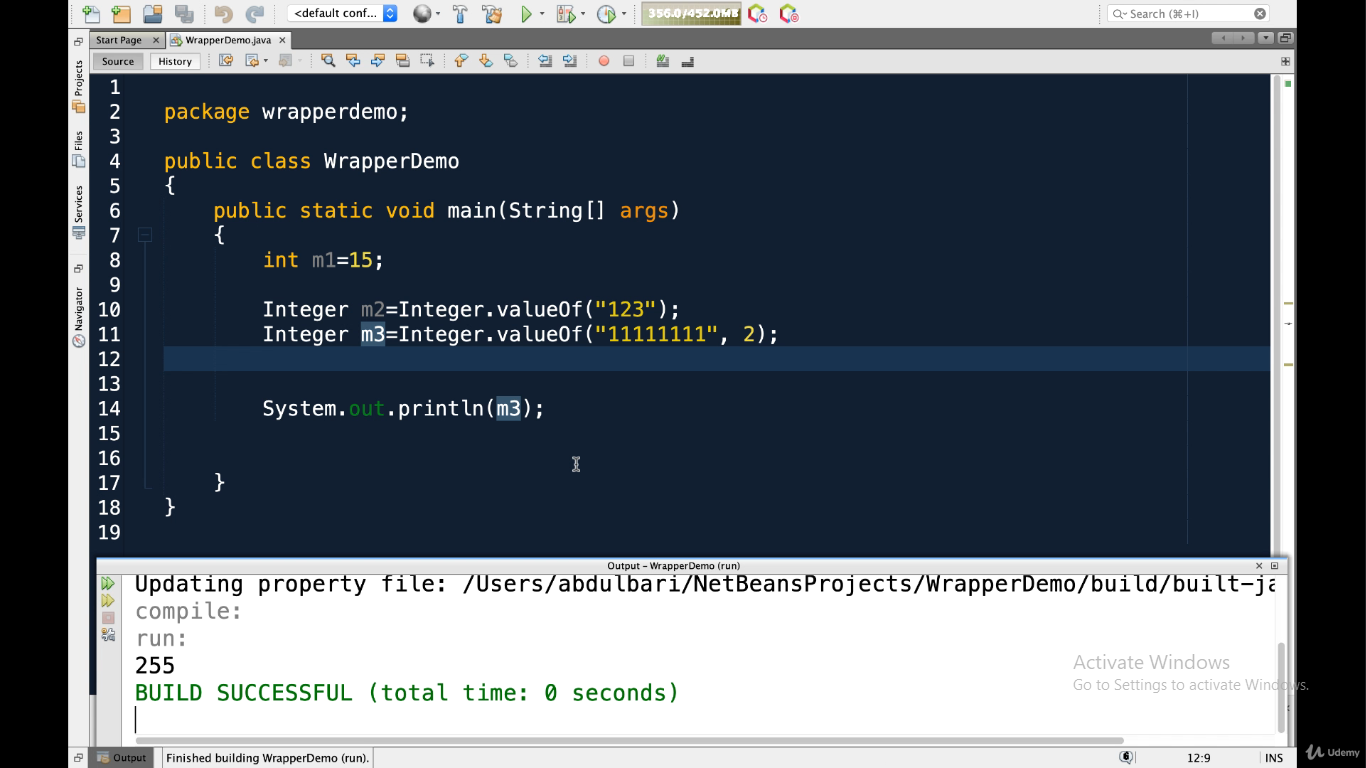 <default conf...
356.0/452.0MB
Search (⌘+I)
Start Page
WrapperDemo.java
Source
History
Projects
Files
Services
Navigator
1
2 package wrapperdemo;
3
4 public class WrapperDemo
5 {
6 public static void main(String[] args)
7 {
8 int m1=15;
9
10 Integer m2=Integer.valueOf("123");
11 Integer m3=Integer.valueOf("11111111", 2);
12
13
14 System.out.println(m3);
15
16
17 }
18 }
19
Output - WrapperDemo (run)
Updating property file: /Users/abdulbari/NetBeansProjects/WrapperDemo/build/built-ja
compile:
run:
255
BUILD SUCCESSFUL (total time: 0 seconds)
Activate Windows
Go to Settings to activate Windows.
Output
Finished building WrapperDemo (run).
6
12:9
INS
Udemy